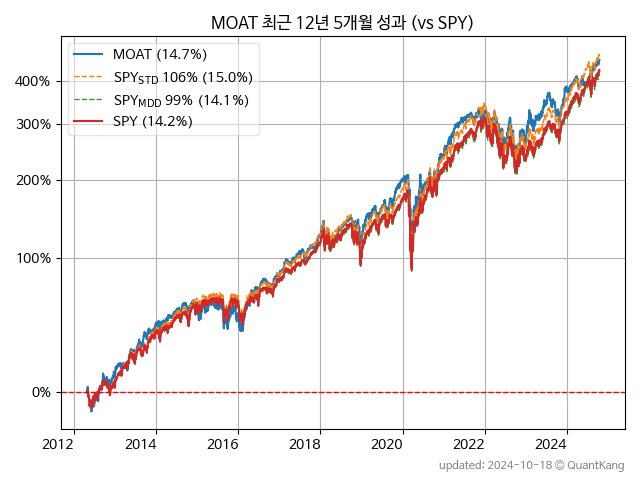 MOAT 최근 12년 5개월 성과 (vs SPY)
MOAT (14.7%)
SPY_STD 106% (15.0%)
SPY_MDD 99% (14.1%)
SPY (14.2%)
400%
300%
200%
100%
0%
2012 2014 2016 2018 2020 2022 2024
updated: 2024-10-18 © QuantKang